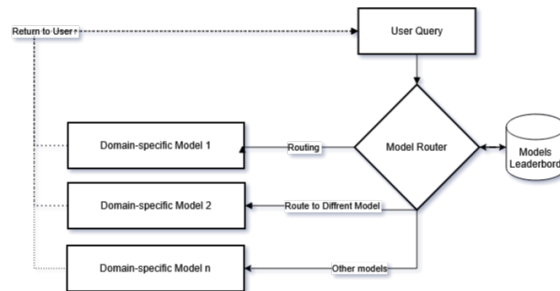 Return to User
User Query
Domain-specific Model 1
Routing
Model Router
Models
Leaderbord
Domain-specific Model 2
Route to Diffrent Model
Domain-specific Model n
Other models